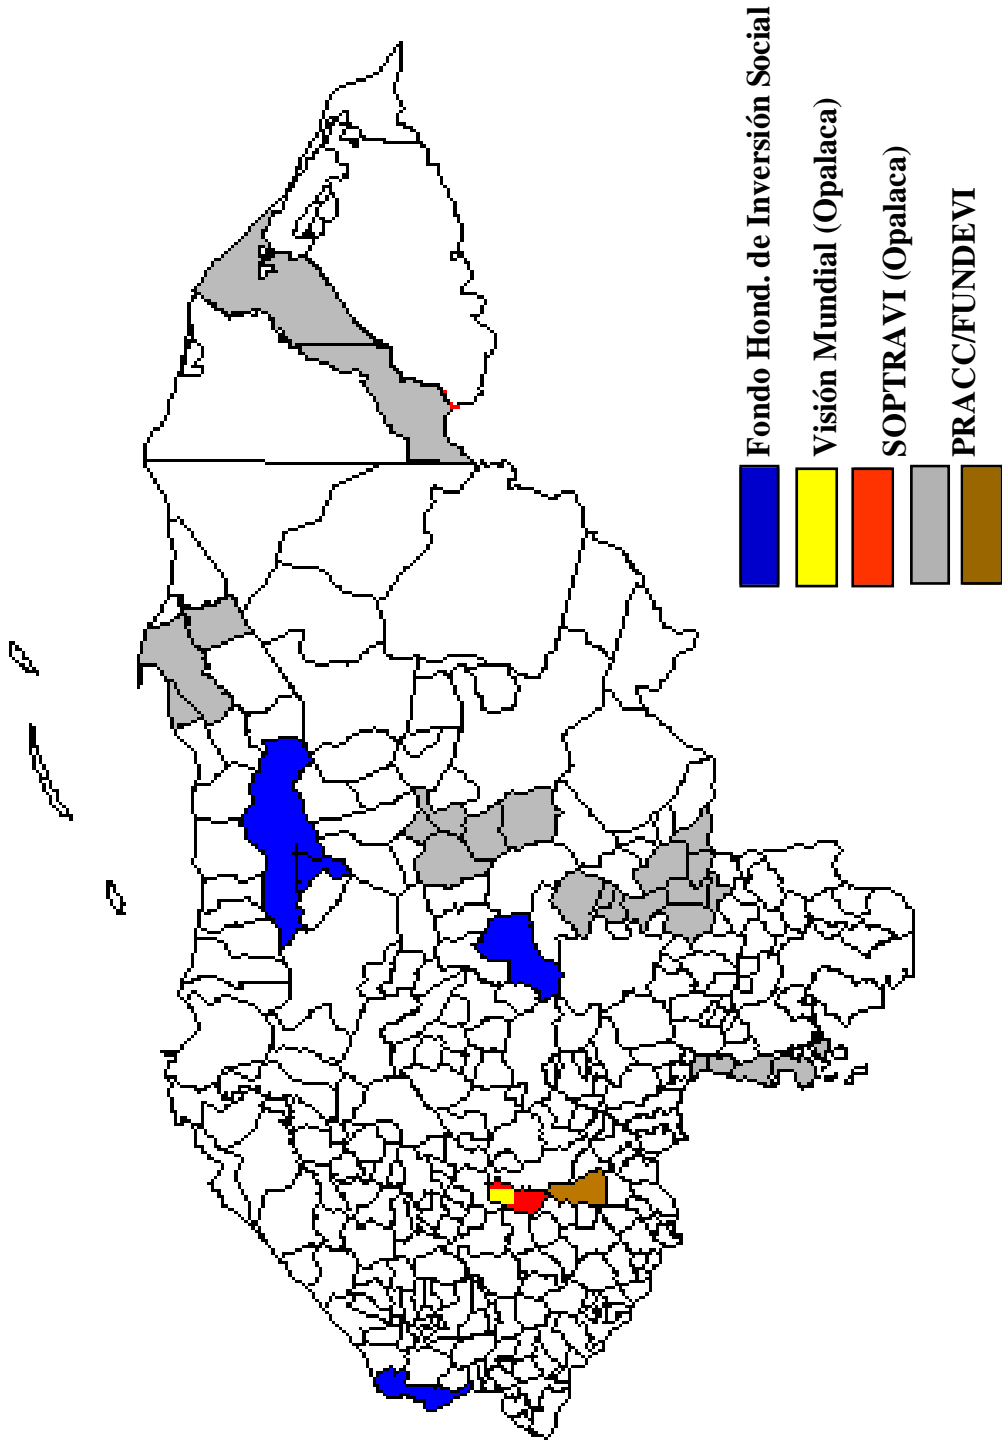 Fondo Hond. de Inversión Social
Visión Mundial (Opalaca)
SOPTRAVI (Opalaca)
PRACC/FUNDEVI